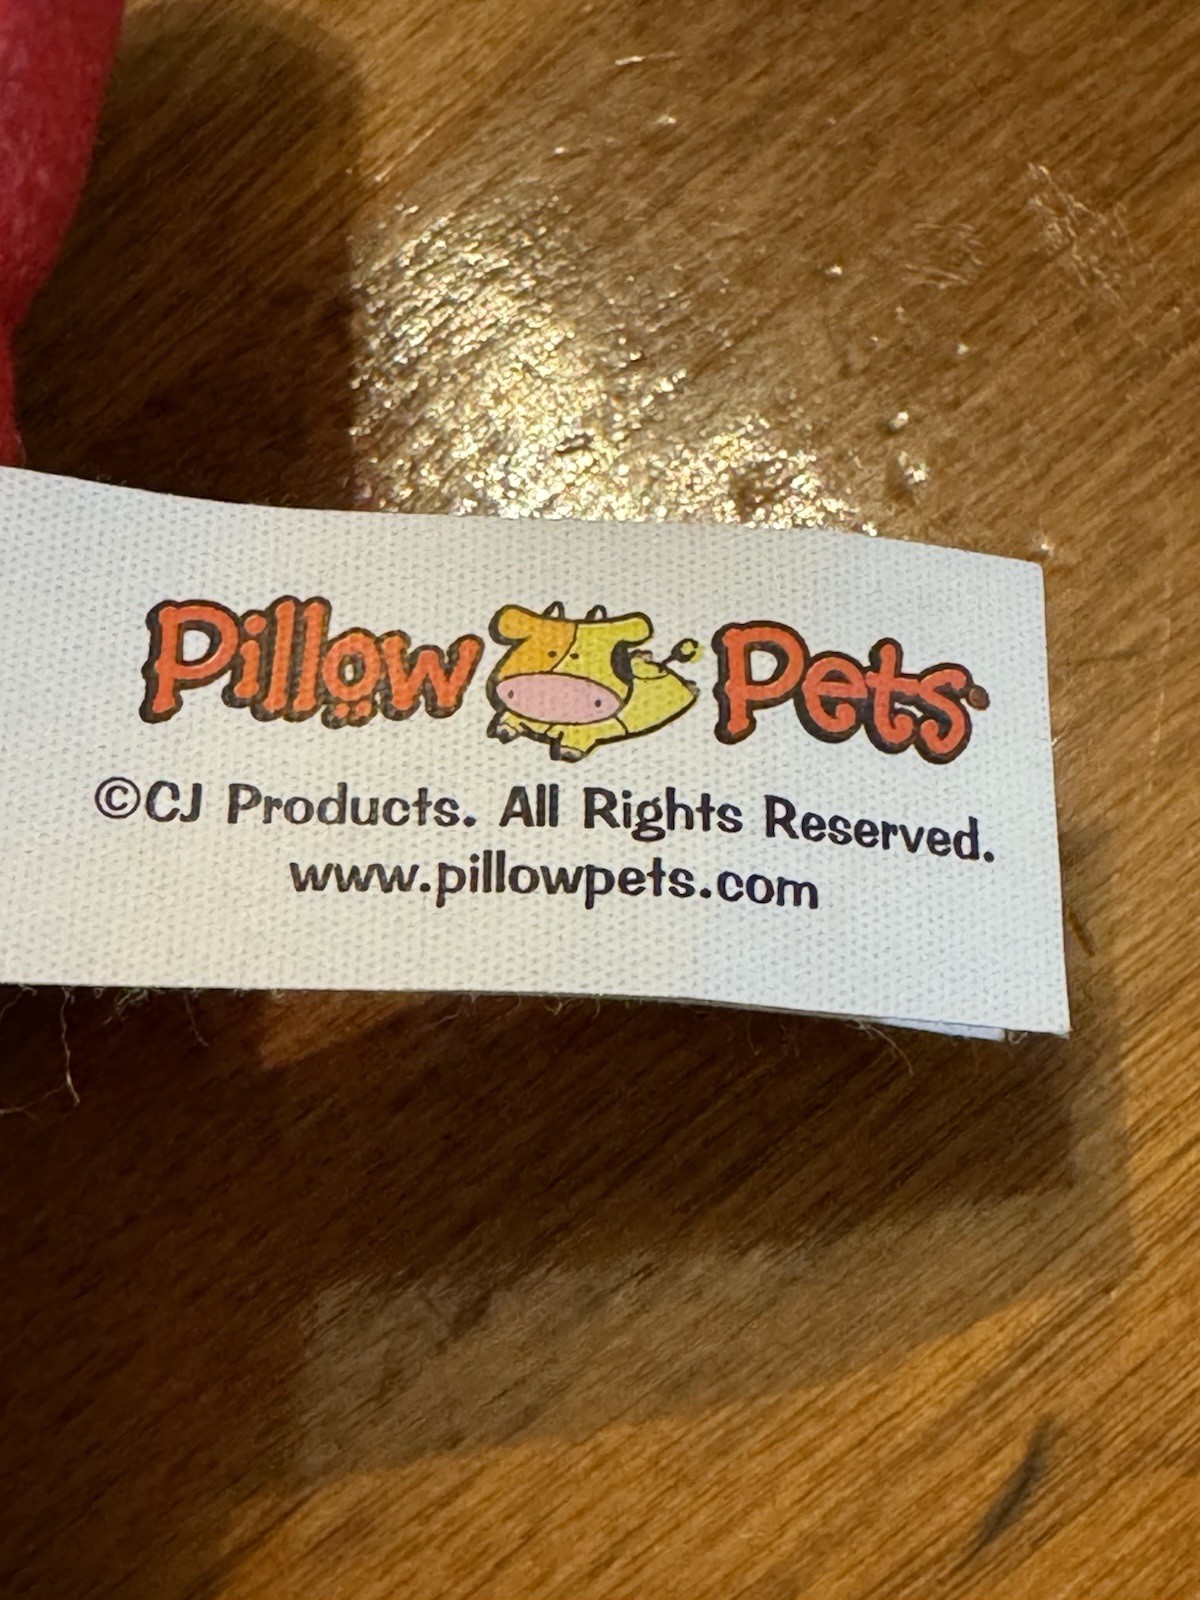 Pillow Pets
©CJ Products. All Rights Reserved.
www.pillowpets.com